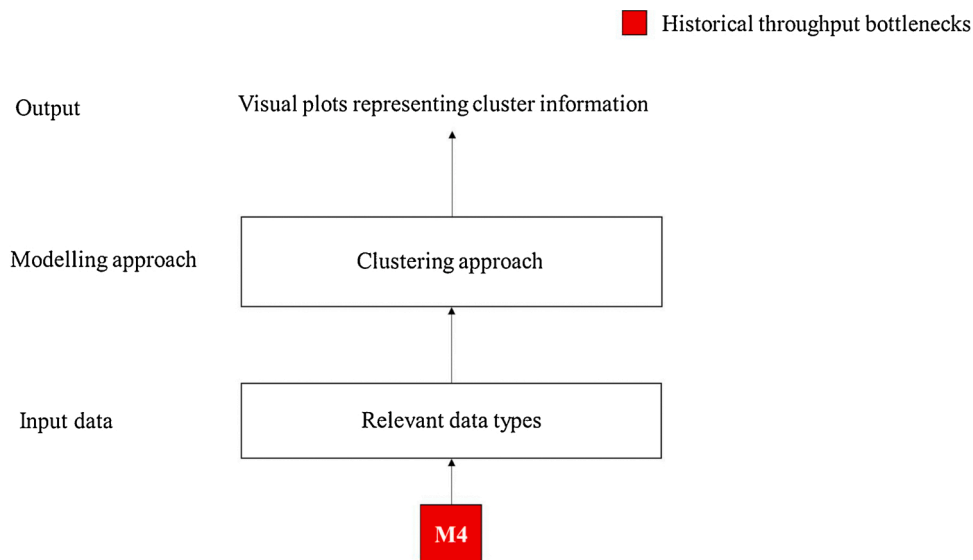 Historical throughput bottlenecks
Output
Visual plots representing cluster information
Modelling approach
Clustering approach
Input data
Relevant data types
M4